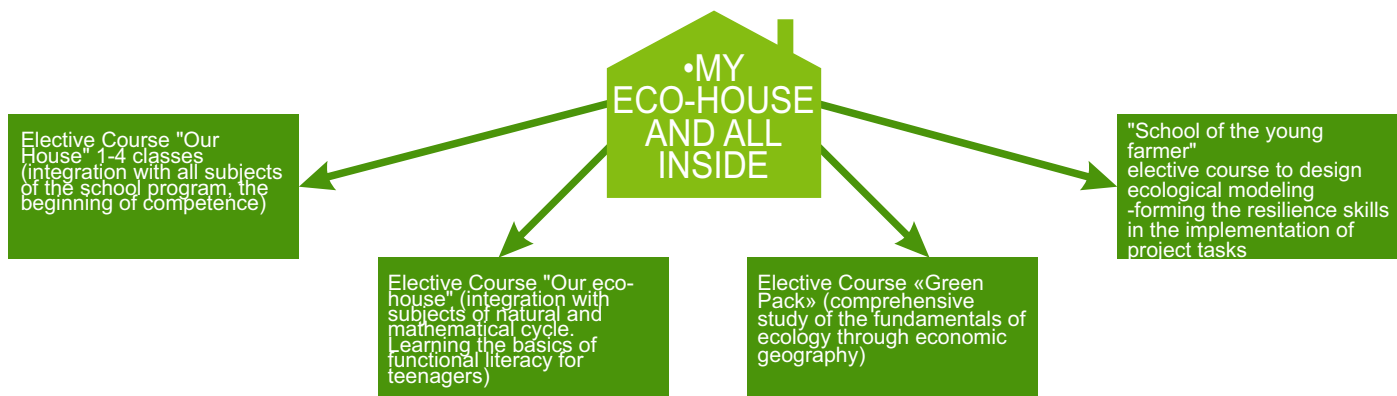 •MY
ECO-HOUSE
AND ALL
INSIDE
Elective Course "Our
House" 1-4 classes
(integration with all subjects
of the school program, the
beginning of competence)
Elective Course "Our eco-
house" (integration with
subjects of natural and
mathematical cycle.
Learning the basics of
functional literacy for
teenagers)
Elective Course «Green
Pack» (comprehensive
study of the fundamentals of
ecology through economic
geography)
"School of the young
farmer"
elective course to design
ecological modeling
-forming the resilience skills
in the implementation of
project tasks